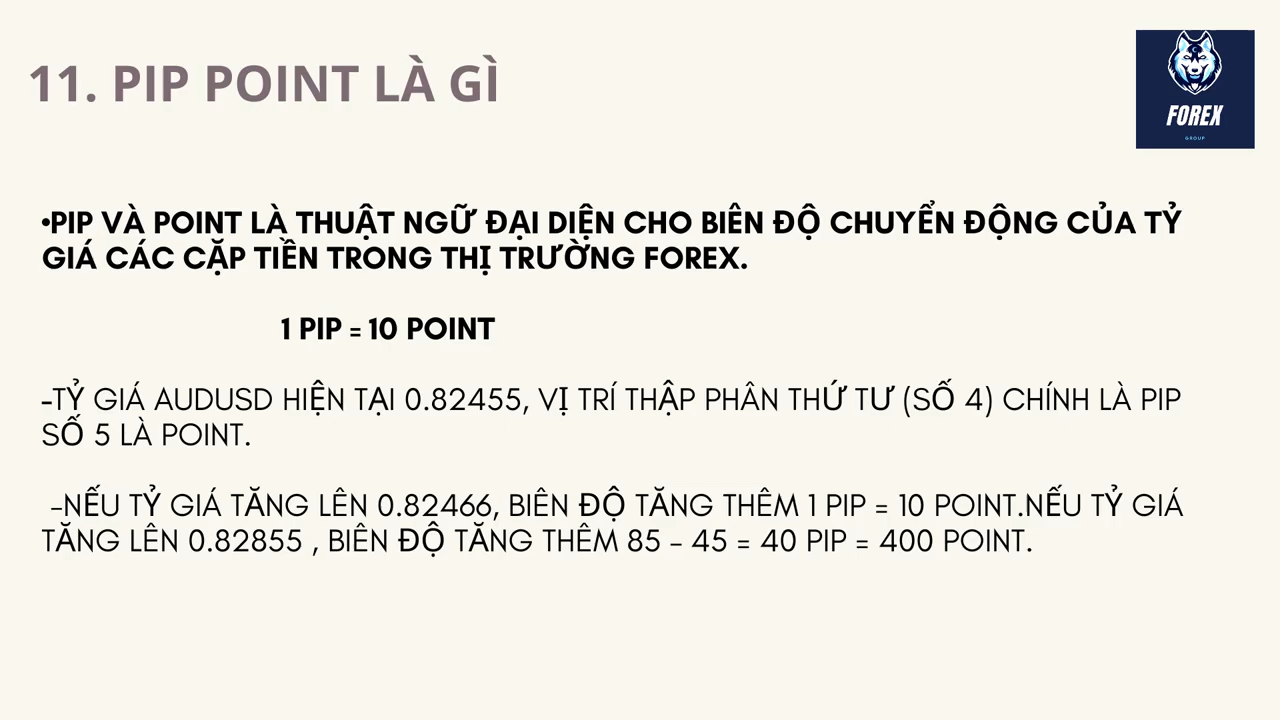 11. PIP POINT LÀ GÌ
FOREX
GROUP
•PIP VÀ POINT LÀ THUẬT NGỮ ĐẠI DIỆN CHO BIÊN ĐỘ CHUYỂN ĐỘNG CỦA TỶ
GIÁ CÁC CẶP TIỀN TRONG THỊ TRƯỜNG FOREX.
1 PIP = 10 POINT
-TỶ GIÁ AUDUSD HIỆN TẠI 0.82455, VỊ TRÍ THẬP PHÂN THỨ TƯ (SỐ 4) CHÍNH LÀ PIP
SỐ 5 LÀ POINT.
-NẾU TỶ GIÁ TĂNG LÊN 0.82466, BIÊN ĐỘ TĂNG THÊM 1 PIP = 10 POINT.NẾU TỶ GIÁ
TĂNG LÊN 0.82855 , BIÊN ĐỘ TĂNG THÊM 85 - 45 = 40 PIP = 400 POINT.